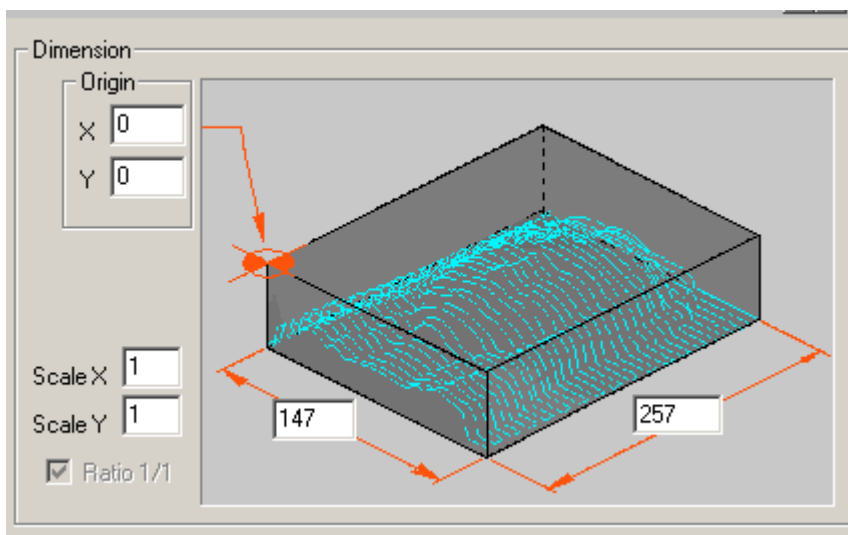 Dimension
Origin
X 0
Y 0
Scale X 1
Scale Y 1
Ratio 1/1
147
257